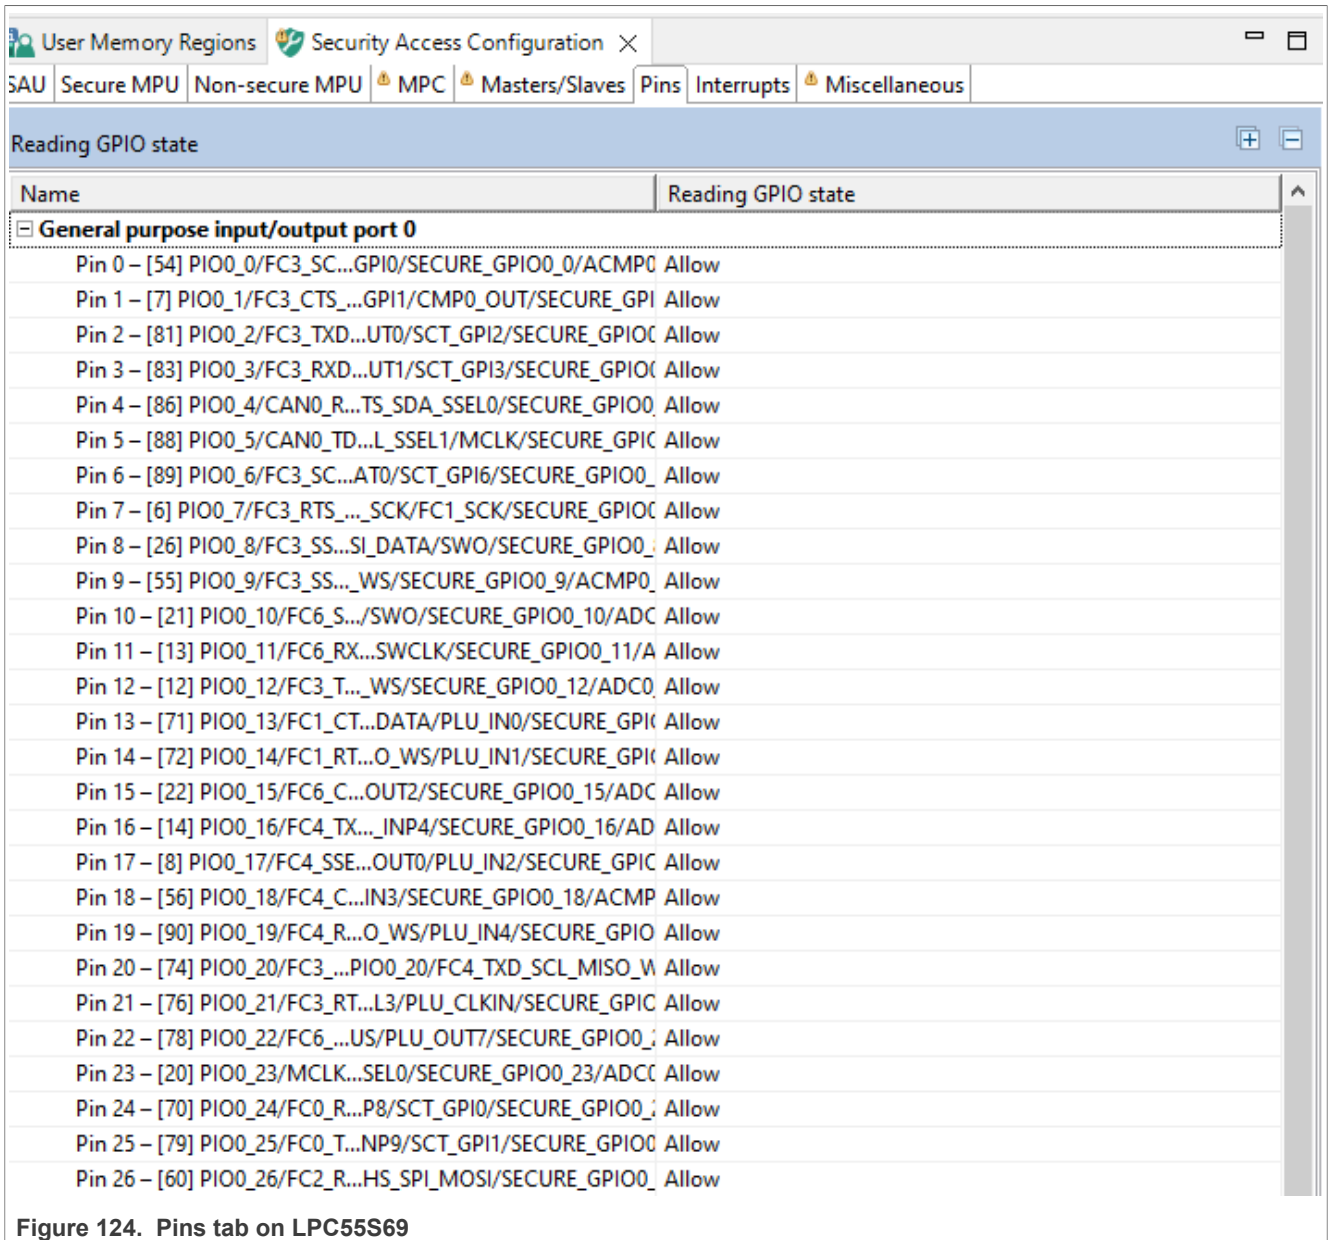 User Memory Regions Security Access Configuration
SAU Secure MPU Non-secure MPU MPC Masters/Slaves Pins Interrupts Miscellaneous
Reading GPIO state
Name Reading GPIO state
General purpose input/output port 0
Pin 0 – [54] PIO0_0/FC3_SC...GPI0/SECURE_GPIO0_0/ACMP0 Allow
Pin 1 – [7] PIO0_1/FC3_CTS_...GPI1/CMP0_OUT/SECURE_GPI Allow
Pin 2 – [81] PIO0_2/FC3_TXD...UT0/SCT_GPI2/SECURE_GPIO0 Allow
Pin 3 – [83] PIO0_3/FC3_RXD...UT1/SCT_GPI3/SECURE_GPIO0 Allow
Pin 4 – [86] PIO0_4/CAN0_R...TS_SDA_SSEL0/SECURE_GPIO0_ Allow
Pin 5 – [88] PIO0_5/CAN0_TD...L_SSEL1/MCLK/SECURE_GPIO Allow
Pin 6 – [89] PIO0_6/FC3_SC...AT0/SCT_GPI6/SECURE_GPIO0_ Allow
Pin 7 – [6] PIO0_7/FC3_RTS_..._SCK/FC1_SCK/SECURE_GPIO0 Allow
Pin 8 – [26] PIO0_8/FC3_SS...SI_DATA/SWO/SECURE_GPIO0_8 Allow
Pin 9 – [55] PIO0_9/FC3_SS..._WS/SECURE_GPIO0_9/ACMP0_ Allow
Pin 10 – [21] PIO0_10/FC6_S.../SWO/SECURE_GPIO0_10/ADC Allow
Pin 11 – [13] PIO0_11/FC6_RX...SWCLK/SECURE_GPIO0_11/A Allow
Pin 12 – [12] PIO0_12/FC3_T..._WS/SECURE_GPIO0_12/ADC0_ Allow
Pin 13 – [71] PIO0_13/FC1_CT...DATA/PLU_IN0/SECURE_GPIO Allow
Pin 14 – [72] PIO0_14/FC1_RT...O_WS/PLU_IN1/SECURE_GPIO Allow
Pin 15 – [22] PIO0_15/FC6_C...OUT2/SECURE_GPIO0_15/ADC Allow
Pin 16 – [14] PIO0_16/FC4_TX..._INP4/SECURE_GPIO0_16/AD Allow
Pin 17 – [8] PIO0_17/FC4_SSE...OUT0/PLU_IN2/SECURE_GPIO Allow
Pin 18 – [56] PIO0_18/FC4_C...IN3/SECURE_GPIO0_18/ACMP Allow
Pin 19 – [90] PIO0_19/FC4_R...O_WS/PLU_IN4/SECURE_GPIO Allow
Pin 20 – [74] PIO0_20/FC3_...PIO0_20/FC4_TXD_SCL_MISO_W Allow
Pin 21 – [76] PIO0_21/FC3_RT...L3/PLU_CLKIN/SECURE_GPIO Allow
Pin 22 – [78] PIO0_22/FC6_...US/PLU_OUT7/SECURE_GPIO0_2 Allow
Pin 23 – [20] PIO0_23/MCLK...SEL0/SECURE_GPIO0_23/ADC0 Allow
Pin 24 – [70] PIO0_24/FC0_R...P8/SCT_GPI0/SECURE_GPIO0_2 Allow
Pin 25 – [79] PIO0_25/FC0_T...NP9/SCT_GPI1/SECURE_GPIO0 Allow
Pin 26 – [60] PIO0_26/FC2_R...HS_SPI_MOSI/SECURE_GPIO0_ Allow
Figure 124. Pins tab on LPC55S69